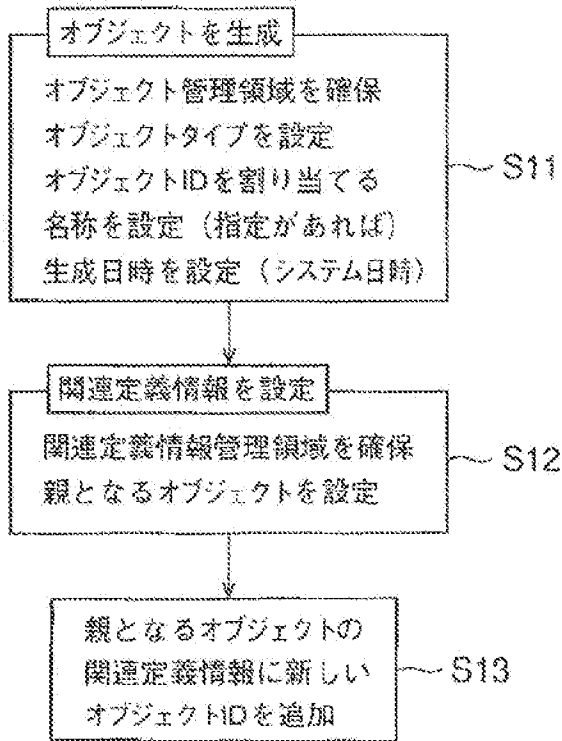 オブジェクトを生成
オブジェクト管理領域を確保
オブジェクトタイプを設定
オブジェクトIDを割り当てる
名称を設定（指定があれば）
生成日時を設定（システム日時）
S11
関連定義情報を設定
関連定義情報管理領域を確保
親となるオブジェクトを設定
S12
親となるオブジェクトの
関連定義情報に新しい
オブジェクトIDを追加
S13